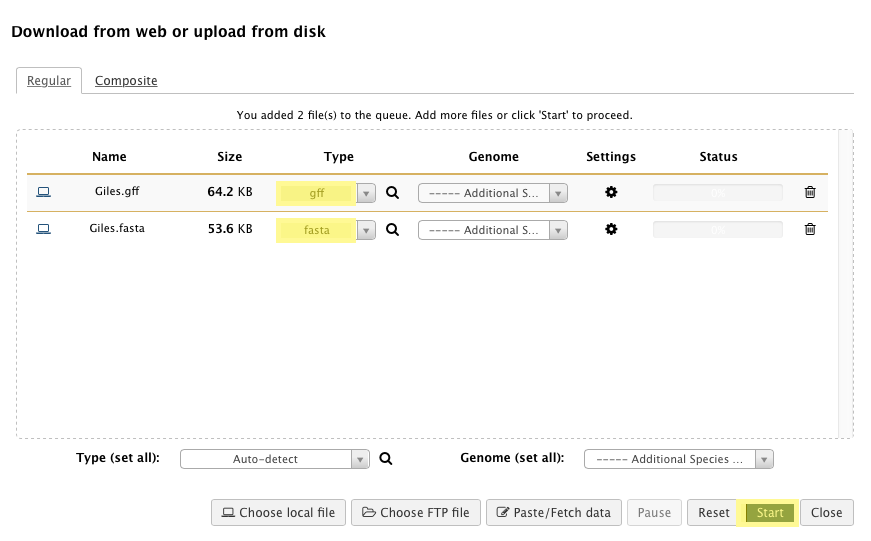 Download from web or upload from disk
Regular Composite
You added 2 file(s) to the queue. Add more files or click 'Start' to proceed.
Name Size Type Genome Settings Status
Giles.gff 64.2 KB gff ----- Additional S... 0%
Giles.fasta 53.6 KB fasta ----- Additional S... 0%
Type (set all): Auto-detect Genome (set all): ----- Additional Species ...
Choose local file Choose FTP file Paste/Fetch data Pause Reset Start Close